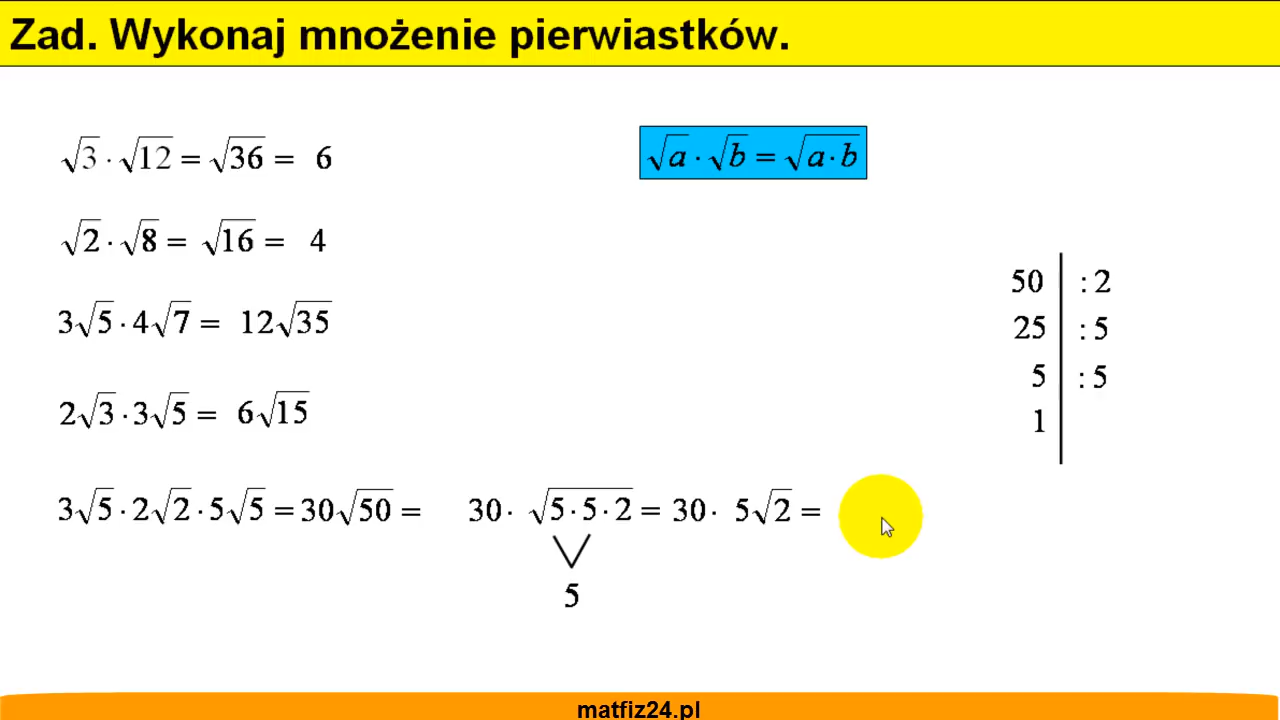 Zad. Wykonaj mnożenie pierwiastków.
√3 · √12 = √36 = 6
√a · √b = √a · b
√2 · √8 = √16 = 4
50 | : 2
25 | : 5
5 | : 5
1 |
3√5 · 4√7 = 12√35
2√3 · 3√5 = 6√15
3√5 · 2√2 · 5√5 = 30√50 = 30 · √5 · 5 · 2 = 30 · 5√2 =
5
matfiz24.pl